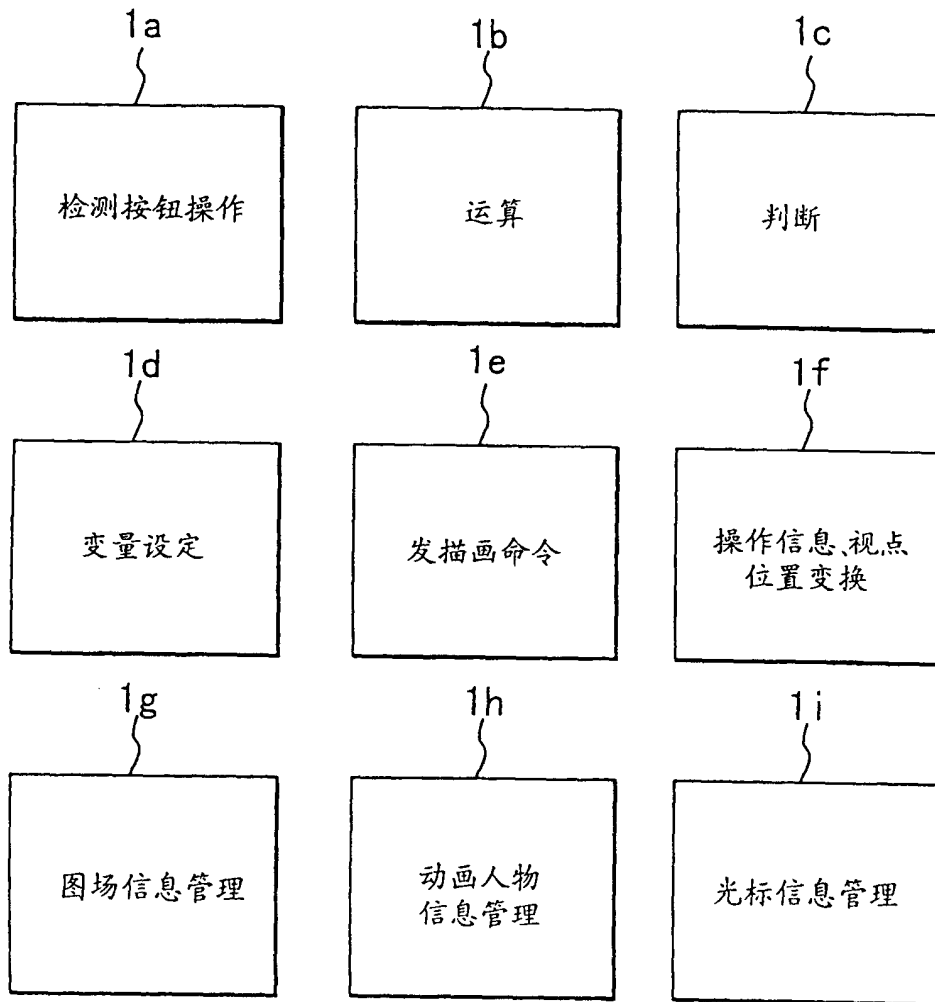 1a
1b
1c
检测按钮操作
运算
判断
1d
1e
1f
变量设定
发描画命令
操作信息、视点
位置变换
1g
1h
1i
图场信息管理
动画人物
信息管理
光标信息管理